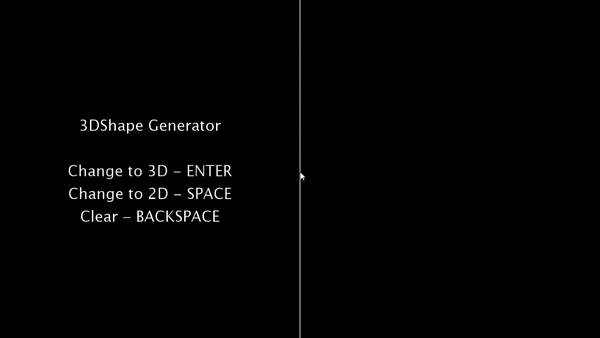 3DShape Generator
Change to 3D – ENTER
Change to 2D – SPACE
Clear – BACKSPACE